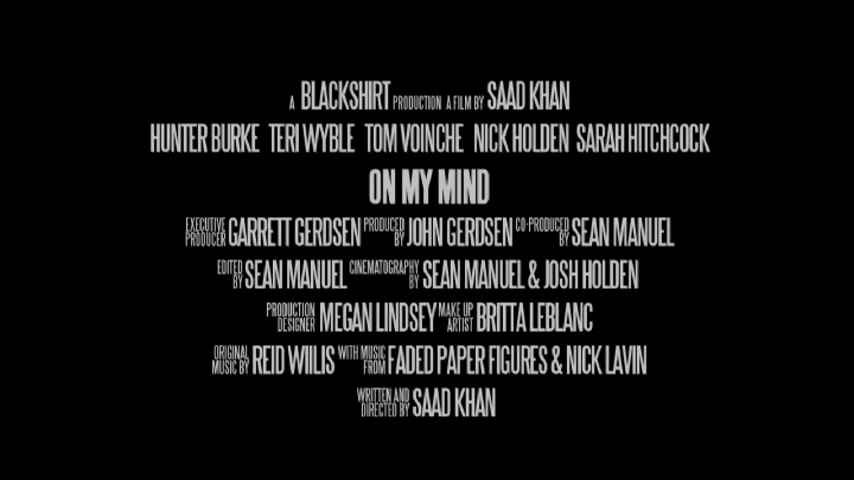 A BLACKSHIRT PRODUCTION A FILM BY SAAD KHAN
HUNTER BURKE TERI WYBLE TOM VOINCHE NICK HOLDEN SARAH HITCHCOCK
ON MY MIND
EXECUTIVE PRODUCER GARRETT GERDSEN PRODUCED BY JOHN GERDSEN CO-PRODUCED BY SEAN MANUEL
EDITED BY SEAN MANUEL CINEMATOGRAPHY BY SEAN MANUEL & JOSH HOLDEN
PRODUCTION DESIGNER MEGAN LINDSEY MAKE UP ARTIST BRITTA LEBLANC
ORIGINAL MUSIC BY REID WIILIS WITH MUSIC FROM FADED PAPER FIGURES & NICK LAVIN
WRITTEN AND DIRECTED BY SAAD KHAN